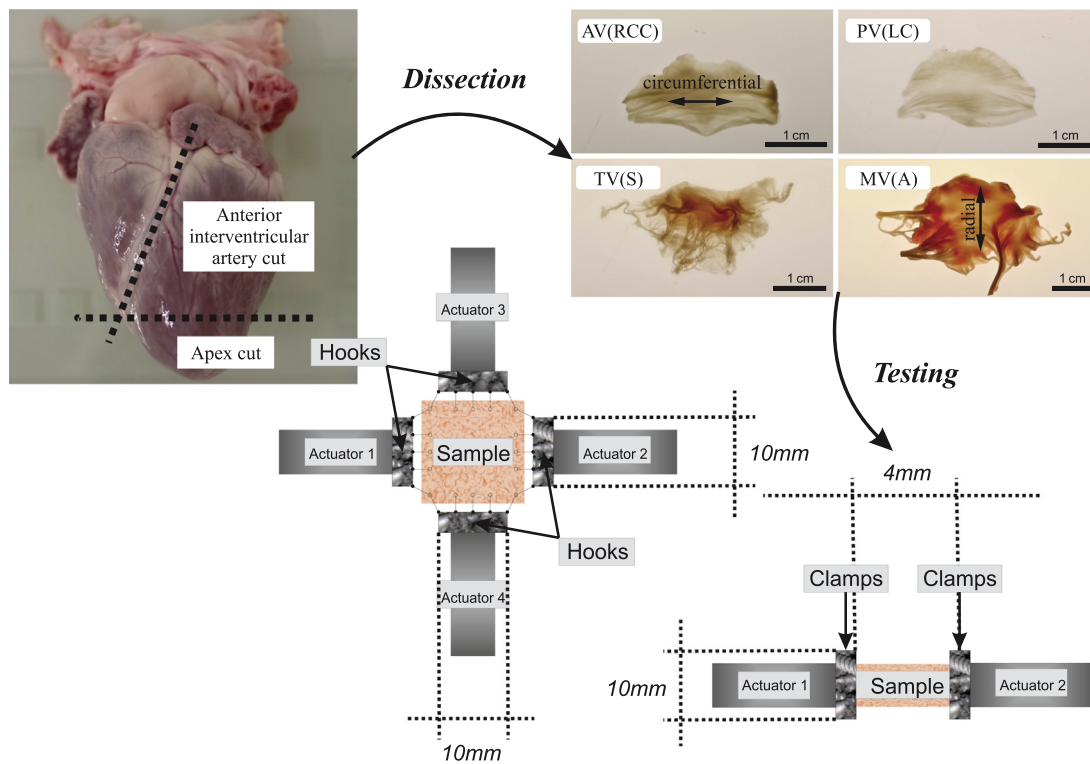 AV(RCC)
PV(LC)
Dissection
circumferential
1 cm
1 cm
TV(S)
MV(A)
radial
1 cm
1 cm
Anterior
interventricular
artery cut
Apex cut
Actuator 3
Hooks
Testing
Actuator 1
Sample
Actuator 2
10mm
4mm
Hooks
Actuator 4
10mm
Clamps
Clamps
10mm
Actuator 1
Sample
Actuator 2